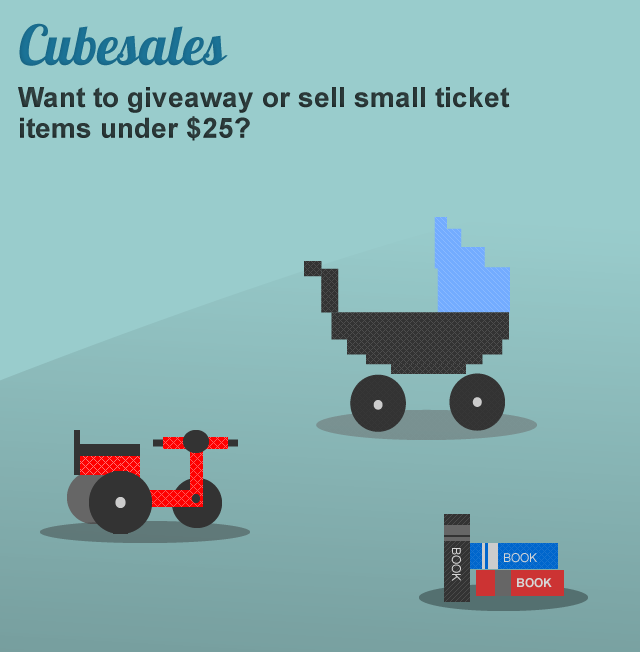 Cubesales
Want to giveaway or sell small ticket
items under $25?
BOOK
BOOK
BOOK